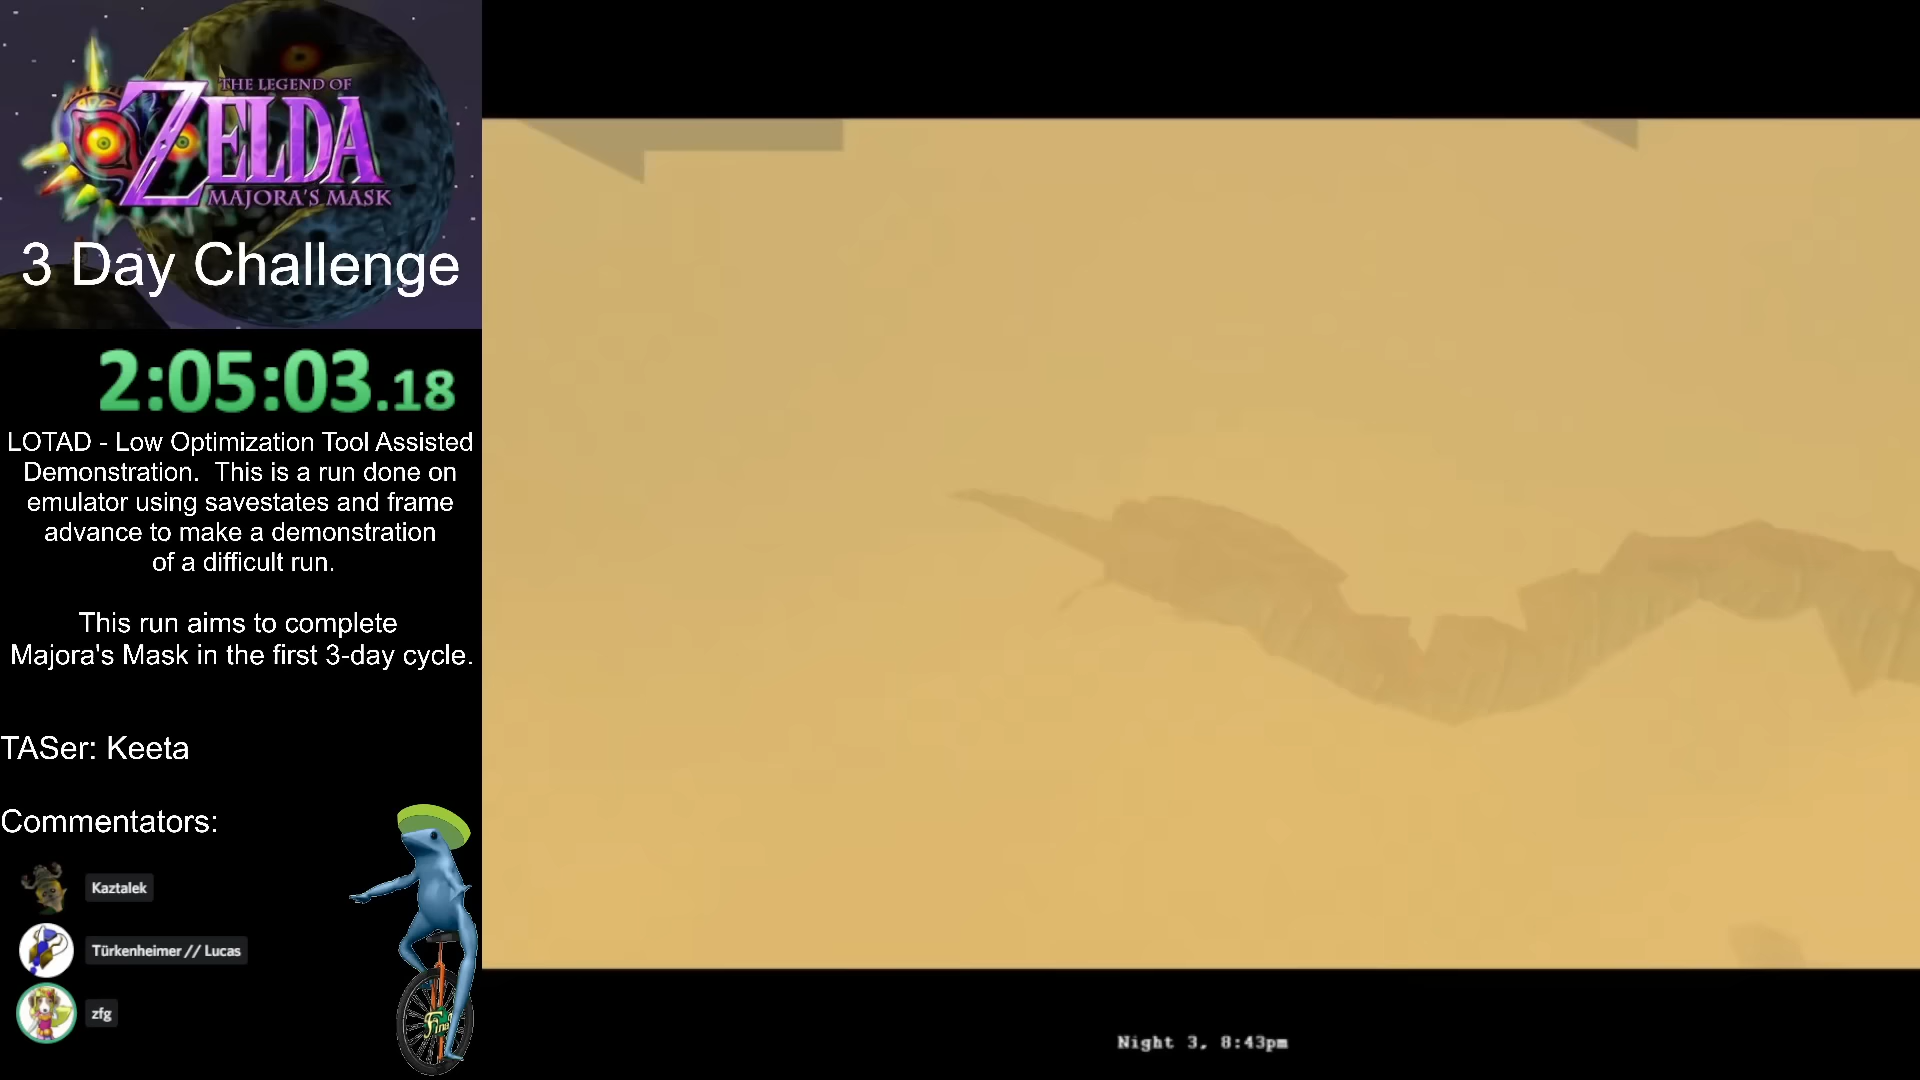 THE LEGEND OF
ZELDA
MAJORA'S MASK
3 Day Challenge
2:05:03.18
LOTAD - Low Optimization Tool Assisted
Demonstration. This is a run done on
emulator using savestates and frame
advance to make a demonstration
of a difficult run.
This run aims to complete
Majora's Mask in the first 3-day cycle.
TASer: Keeta
Commentators:
Kaztalek
Türkenheimer // Lucas
zfg
Night 3, 8:43pm